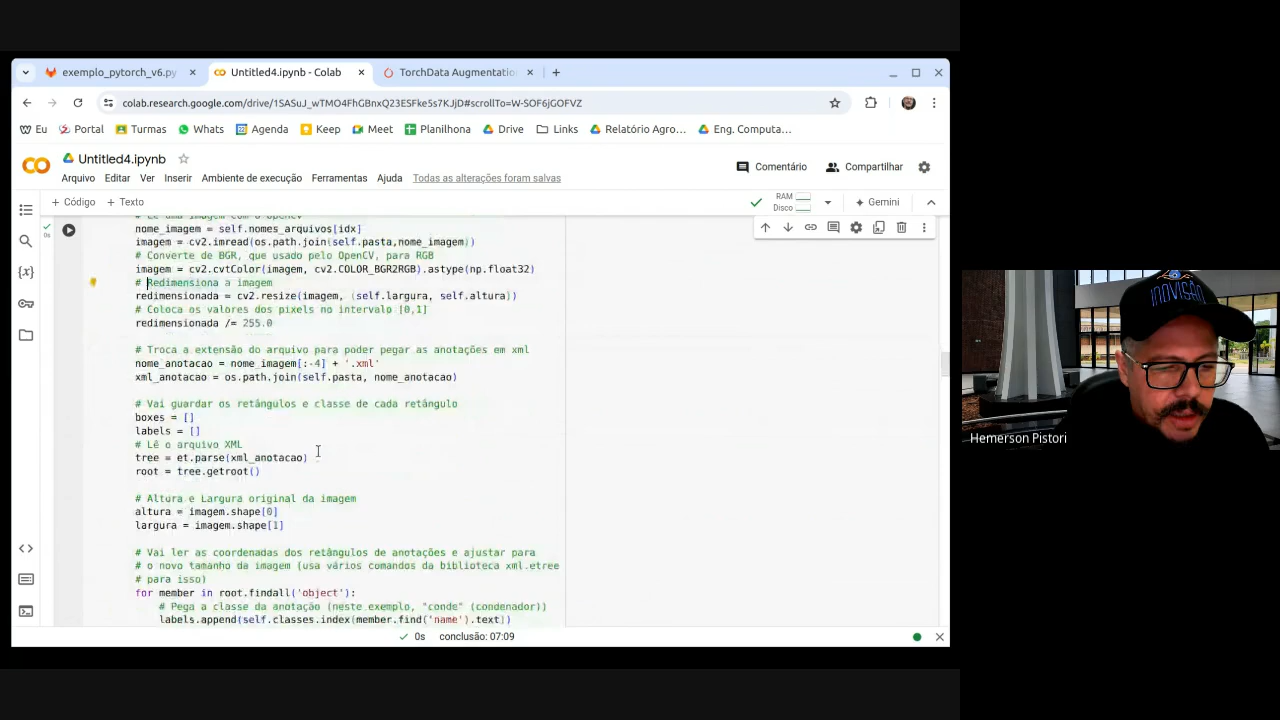 exemplo_pytorch_v6.py
Untitled4.ipynb - Colab
TorchData Augmentatio
colab.research.google.com/drive/1SASuJ_wTMO4FhGBnxQ23ESFke5s7KJjD#scrollTo=W-SOF6JGOFVZ
Eu
Portal
Turmas
Whats
Agenda
Keep
Meet
Planilhona
Drive
Links
Relatório Agro...
Eng. Computa...
Untitled4.ipynb
Comentário
Compartilhar
Arquivo Editar Ver Inserir Ambiente de execução Ferramentas Ajuda Todas as alterações foram salvas
+ Código + Texto
RAM
Disco
Gemini
# Lê uma imagem com o OpenCV
nome_imagem = self.nomes_arquivos[idx]
imagem = cv2.imread(os.path.join(self.pasta,nome_imagem))
# Converte de BGR, que usado pelo OpenCV, para RGB
imagem = cv2.cvtColor(imagem, cv2.COLOR_BGR2RGB).astype(np.float32)
# Redimensiona a imagem
redimensionada = cv2.resize(imagem, (self.largura, self.altura))
# Coloca os valores dos pixels no intervalo [0,1]
redimensionada /= 255.0
# Troca a extensão do arquivo para poder pegar as anotações em xml
nome_anotacao = nome_imagem[:-4] + '.xml'
xml_anotacao = os.path.join(self.pasta, nome_anotacao)
# Vai guardar os retângulos e classe de cada retângulo
boxes = []
labels = []
# Lê o arquivo XML
tree = et.parse(xml_anotacao)
root = tree.getroot()
# Altura e Largura original da imagem
altura = imagem.shape[0]
largura = imagem.shape[1]
# Vai ler as coordenadas dos retângulos de anotações e ajustar para
# o novo tamanho da imagem (usa vários comandos da biblioteca xml.etree
# para isso)
for member in root.findall('object'):
# Pega a classe da anotação (neste exemplo, "conde" (condenador))
labels.append(self.classes.index(member.find('name').text))
0s
0s conclusão: 07:09
INOVISÃO
Hemerson Pistori